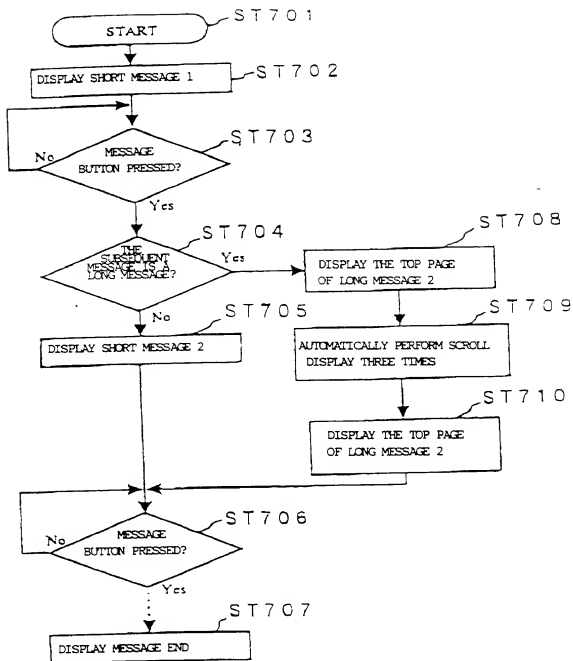 ST701
START
DISPLAY SHORT MESSAGE 1
ST702
ST703
No
MESSAGE
BUTTON PRESSED?
Yes
ST704
THE
SUBSEQUENT
MESSAGE IS A
LONG MESSAGE?
Yes
No
ST708
DISPLAY THE TOP PAGE
OF LONG MESSAGE 2
ST705
DISPLAY SHORT MESSAGE 2
ST709
AUTOMATICALLY PERFORM SCROLL
DISPLAY THREE TIMES
ST710
DISPLAY THE TOP PAGE
OF LONG MESSAGE 2
ST706
No
MESSAGE
BUTTON PRESSED?
Yes
ST707
DISPLAY MESSAGE END